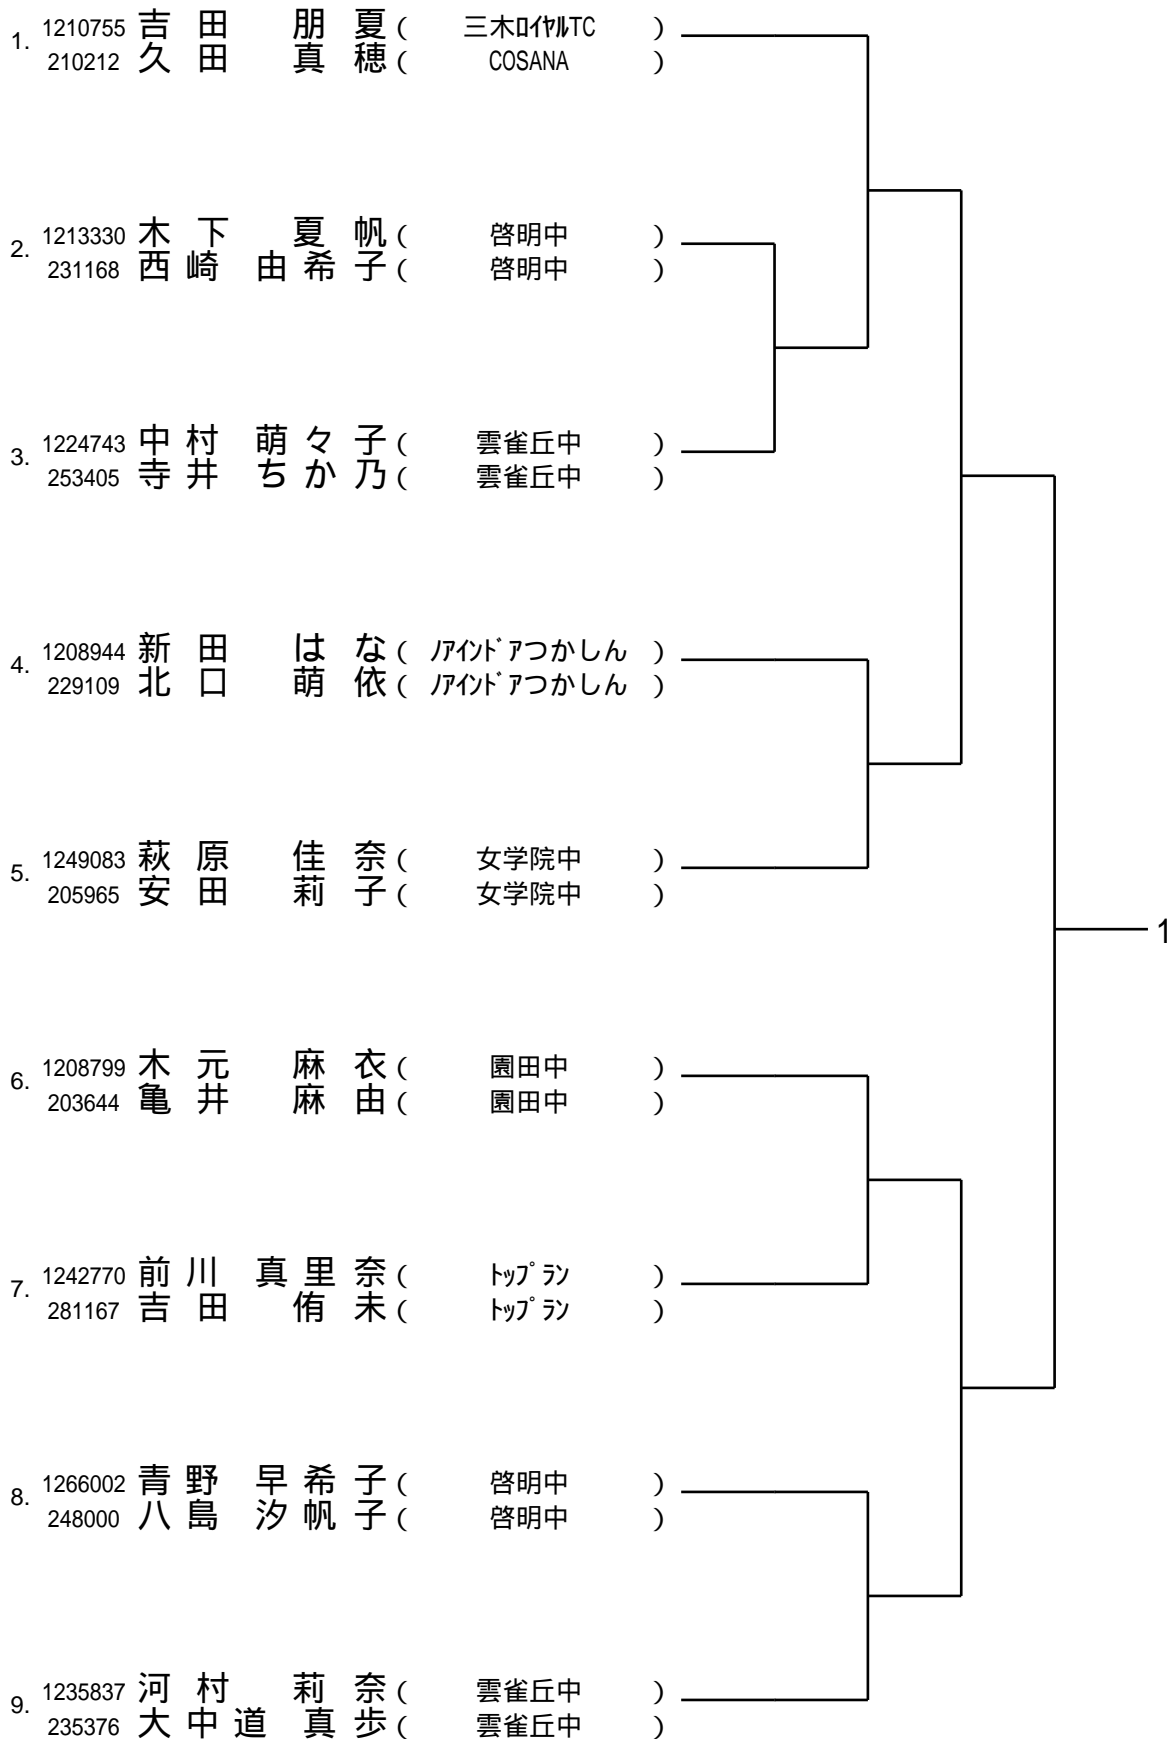 1. 1210755 吉田 朋夏 ( 三木ﾛｲﾔﾙTC )
210212 久田 真穂 ( COSANA )
2. 1213330 木下 夏帆 ( 啓明中 )
231168 西崎 由希子 ( 啓明中 )
3. 1224743 中村 萌々子 ( 雲雀丘中 )
253405 寺井 ちか乃 ( 雲雀丘中 )
4. 1208944 新田 はな ( ﾉｱｲﾝﾄﾞｱつかしん )
229109 北口 萌依 ( ﾉｱｲﾝﾄﾞｱつかしん )
5. 1249083 萩原 佳奈 ( 女学院中 )
205965 安田 莉子 ( 女学院中 )
1
6. 1208799 木元 麻衣 ( 園田中 )
203644 亀井 麻由 ( 園田中 )
7. 1242770 前川 真里奈 ( ﾄｯﾌﾟﾗﾝ )
281167 吉田 侑未 ( ﾄｯﾌﾟﾗﾝ )
8. 1266002 青野 早希子 ( 啓明中 )
248000 八島 汐帆子 ( 啓明中 )
9. 1235837 河村 莉奈 ( 雲雀丘中 )
235376 大中道 真歩 ( 雲雀丘中 )